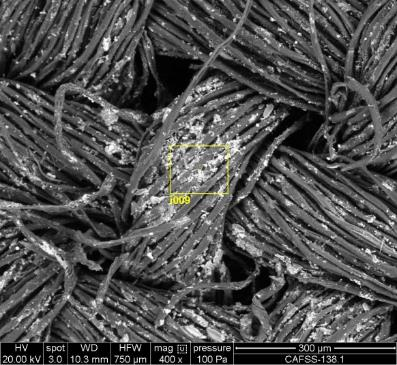 j009
HV spot WD HFW mag pressure 300 µm
20.00 kV 3.0 10.3 mm 750 µm 400 x 100 Pa CAFSS-138.1